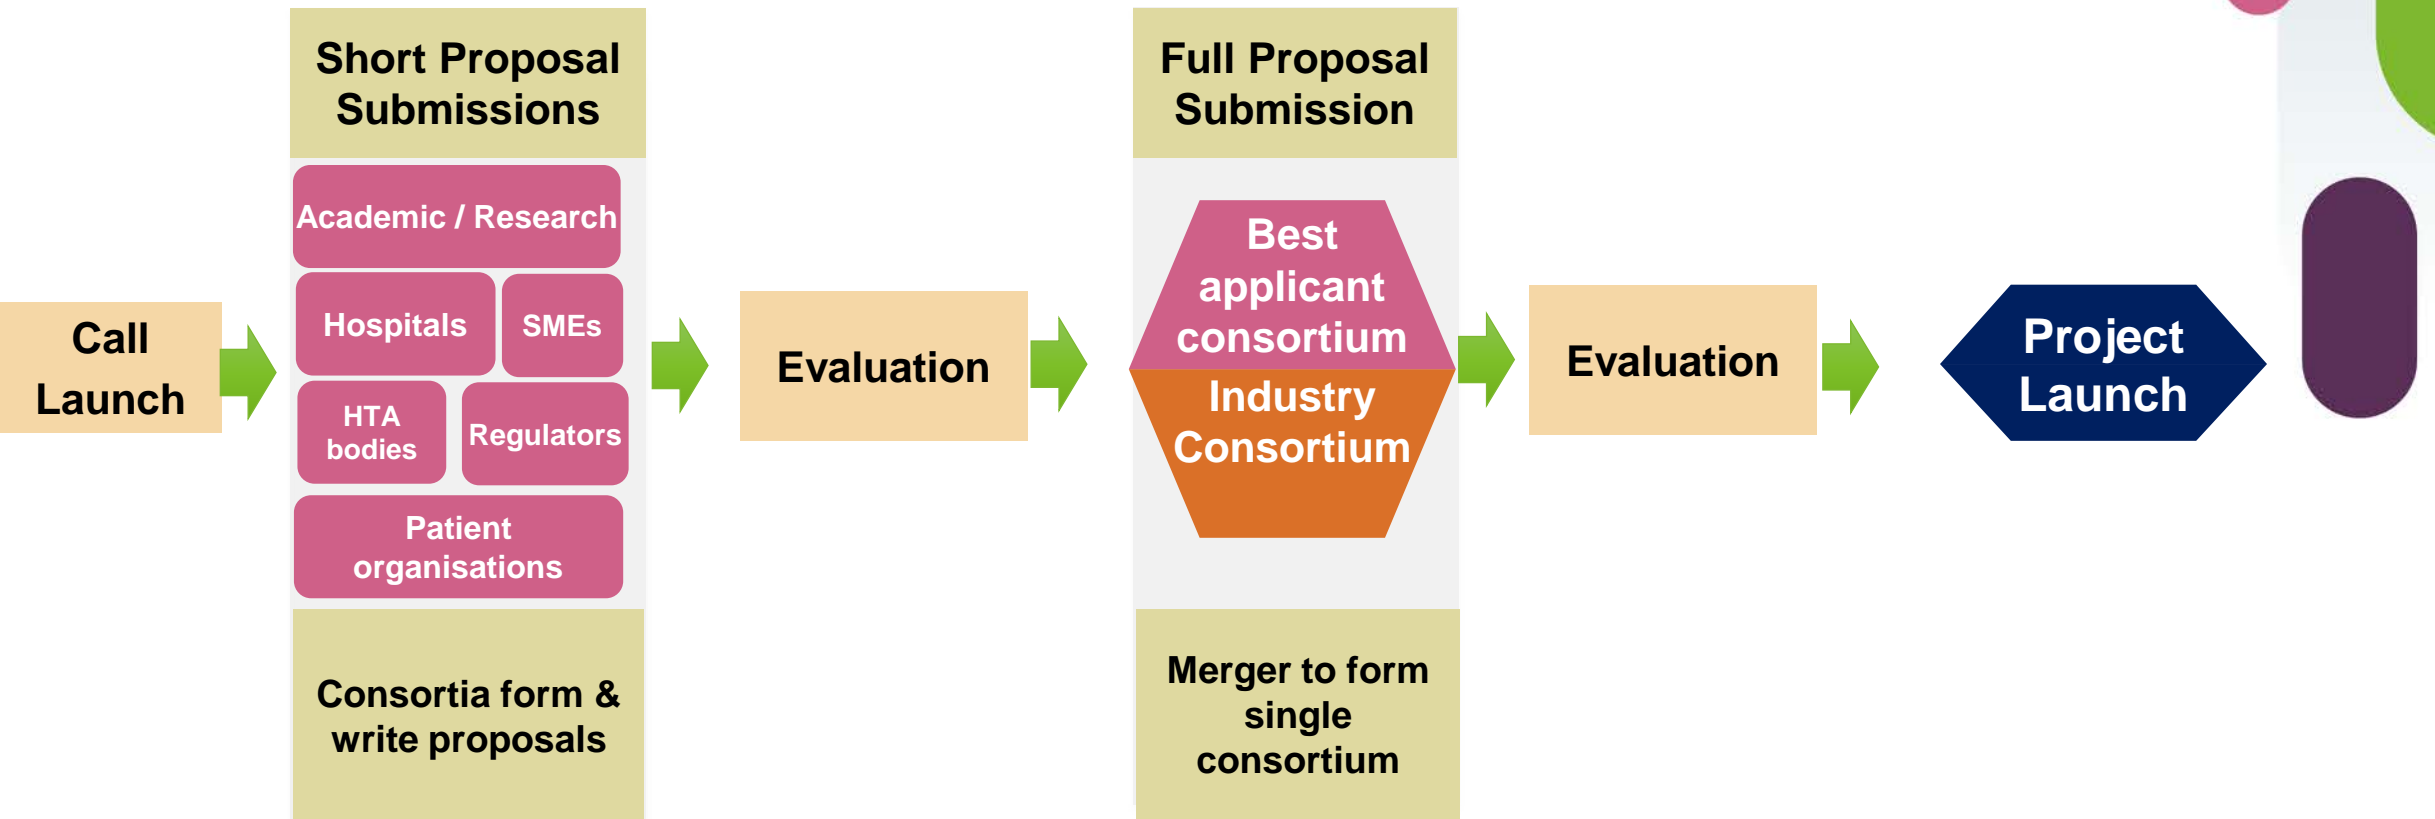 Call
Launch
Short Proposal
Submissions
Academic / Research
Hospitals
SMEs
HTA
bodies
Regulators
Patient
organisations
Consortia form &
write proposals
Evaluation
Full Proposal
Submission
Best
applicant
consortium
Industry
Consortium
Merger to form
single
consortium
Evaluation
Project
Launch